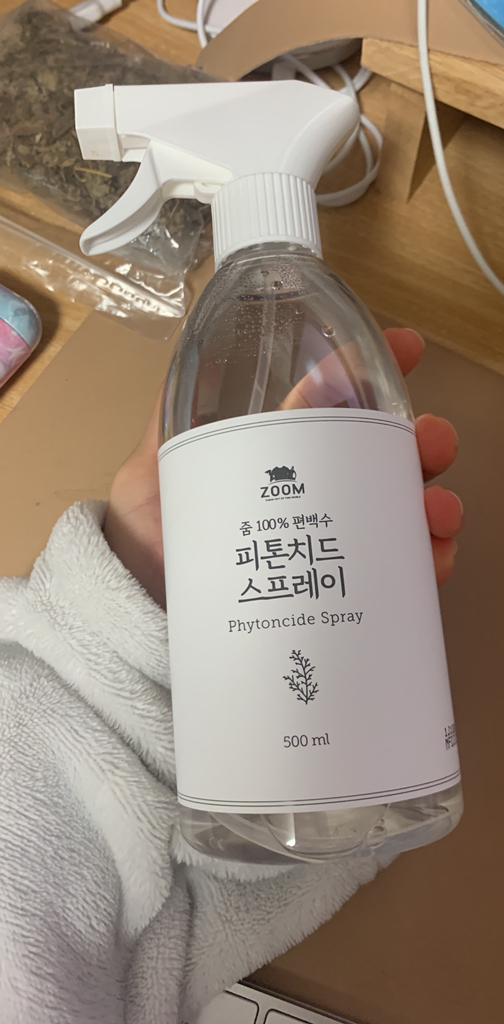 ZOOM
줌 100% 편백수
피톤치드
스프레이
Phytoncide Spray
500 ml